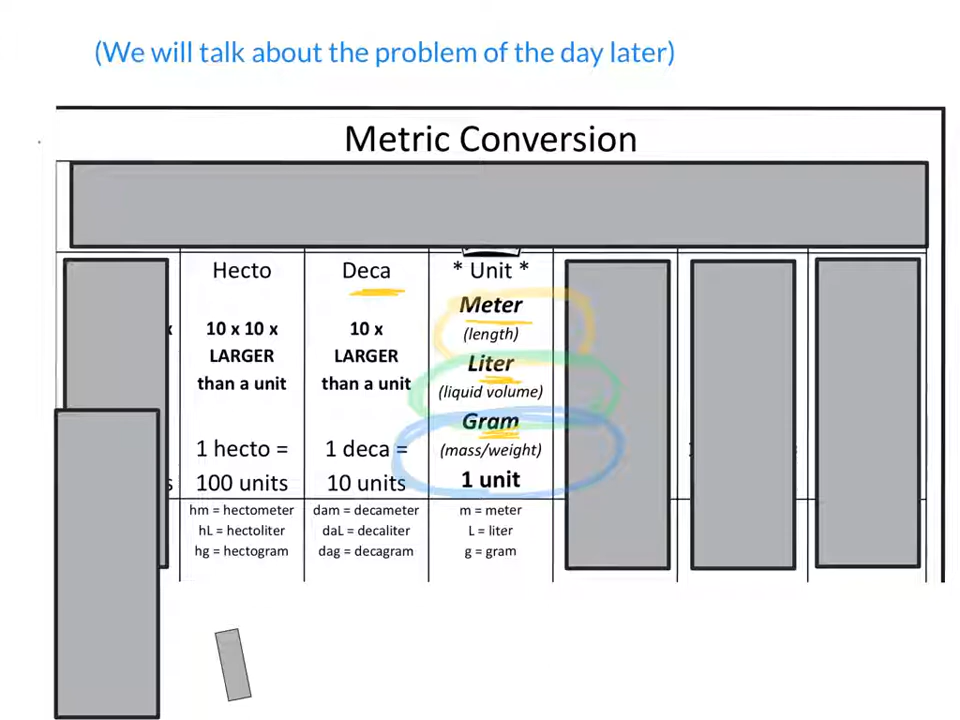 (We will talk about the problem of the day later)
Metric Conversion
Hecto
10 x 10 x
LARGER
than a unit
1 hecto =
100 units
hm = hectometer
hL = hectoliter
hg = hectogram
Deca
10 x
LARGER
than a unit
1 deca =
10 units
dam = decameter
daL = decaliter
dag = decagram
* Unit *
Meter
(length)
Liter
(liquid volume)
Gram
(mass/weight)
1 unit
m = meter
L = liter
g = gram